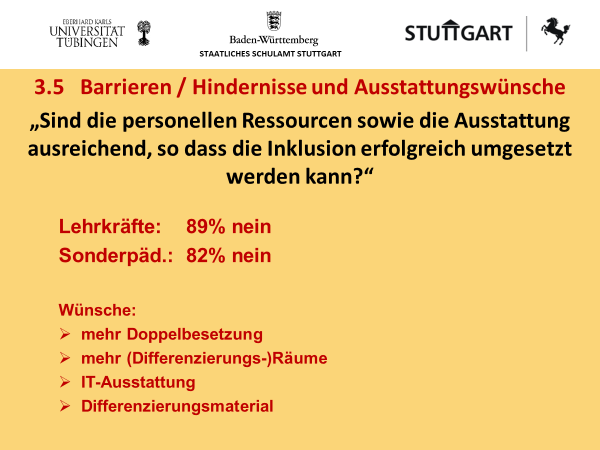 EBERHARD KARLS
UNIVERSITÄT
TÜBINGEN
Baden-Württemberg
STAATLICHES SCHULAMT STUTTGART
STUTTGART
3.5 Barrieren / Hindernisse und Ausstattungswünsche
„Sind die personellen Ressourcen sowie die Ausstattung
ausreichend, so dass die Inklusion erfolgreich umgesetzt
werden kann?“
Lehrkräfte: 89% nein
Sonderpäd.: 82% nein
Wünsche:
➢ mehr Doppelbesetzung
➢ mehr (Differenzierungs-)Räume
➢ IT-Ausstattung
➢ Differenzierungsmaterial